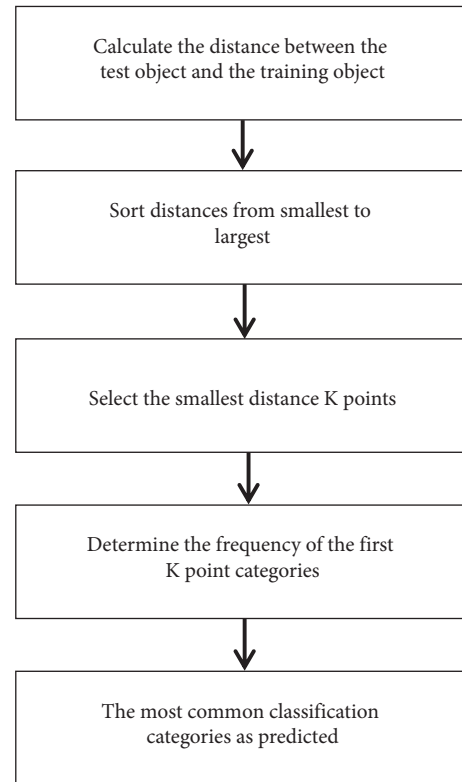 Calculate the distance between the
test object and the training object
Sort distances from smallest to
largest
Select the smallest distance K points
Determine the frequency of the first
K point categories
The most common classification
categories as predicted